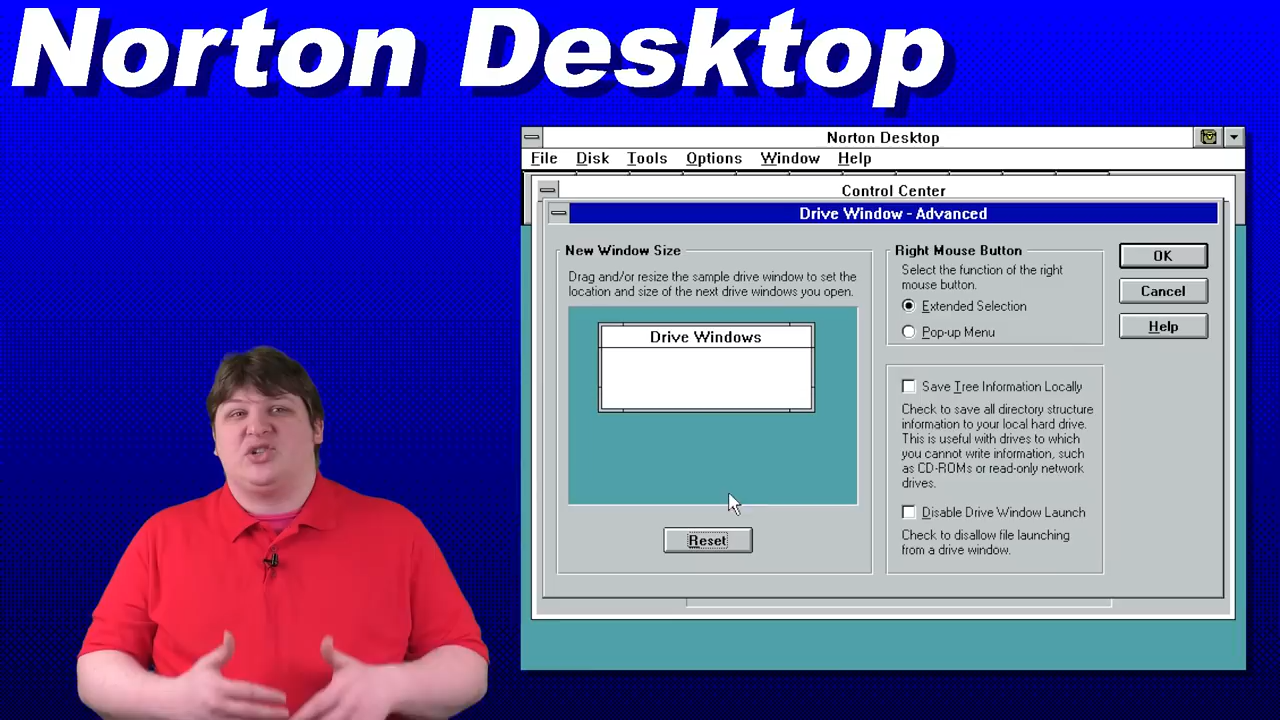 Norton Desktop
Norton Desktop
File Disk Tools Options Window Help
Control Center
Drive Window - Advanced
New Window Size
Drag and/or resize the sample drive window to set the
location and size of the next drive windows you open.
Drive Windows
Reset
Right Mouse Button
Select the function of the right
mouse button.
Extended Selection
Pop-up Menu
Save Tree Information Locally
Check to save all directory structure
information to your local hard drive.
This is useful with drives to which
you cannot write information, such
as CD-ROMs or read-only network
drives.
Disable Drive Window Launch
Check to disallow file launching
from a drive window.
OK
Cancel
Help